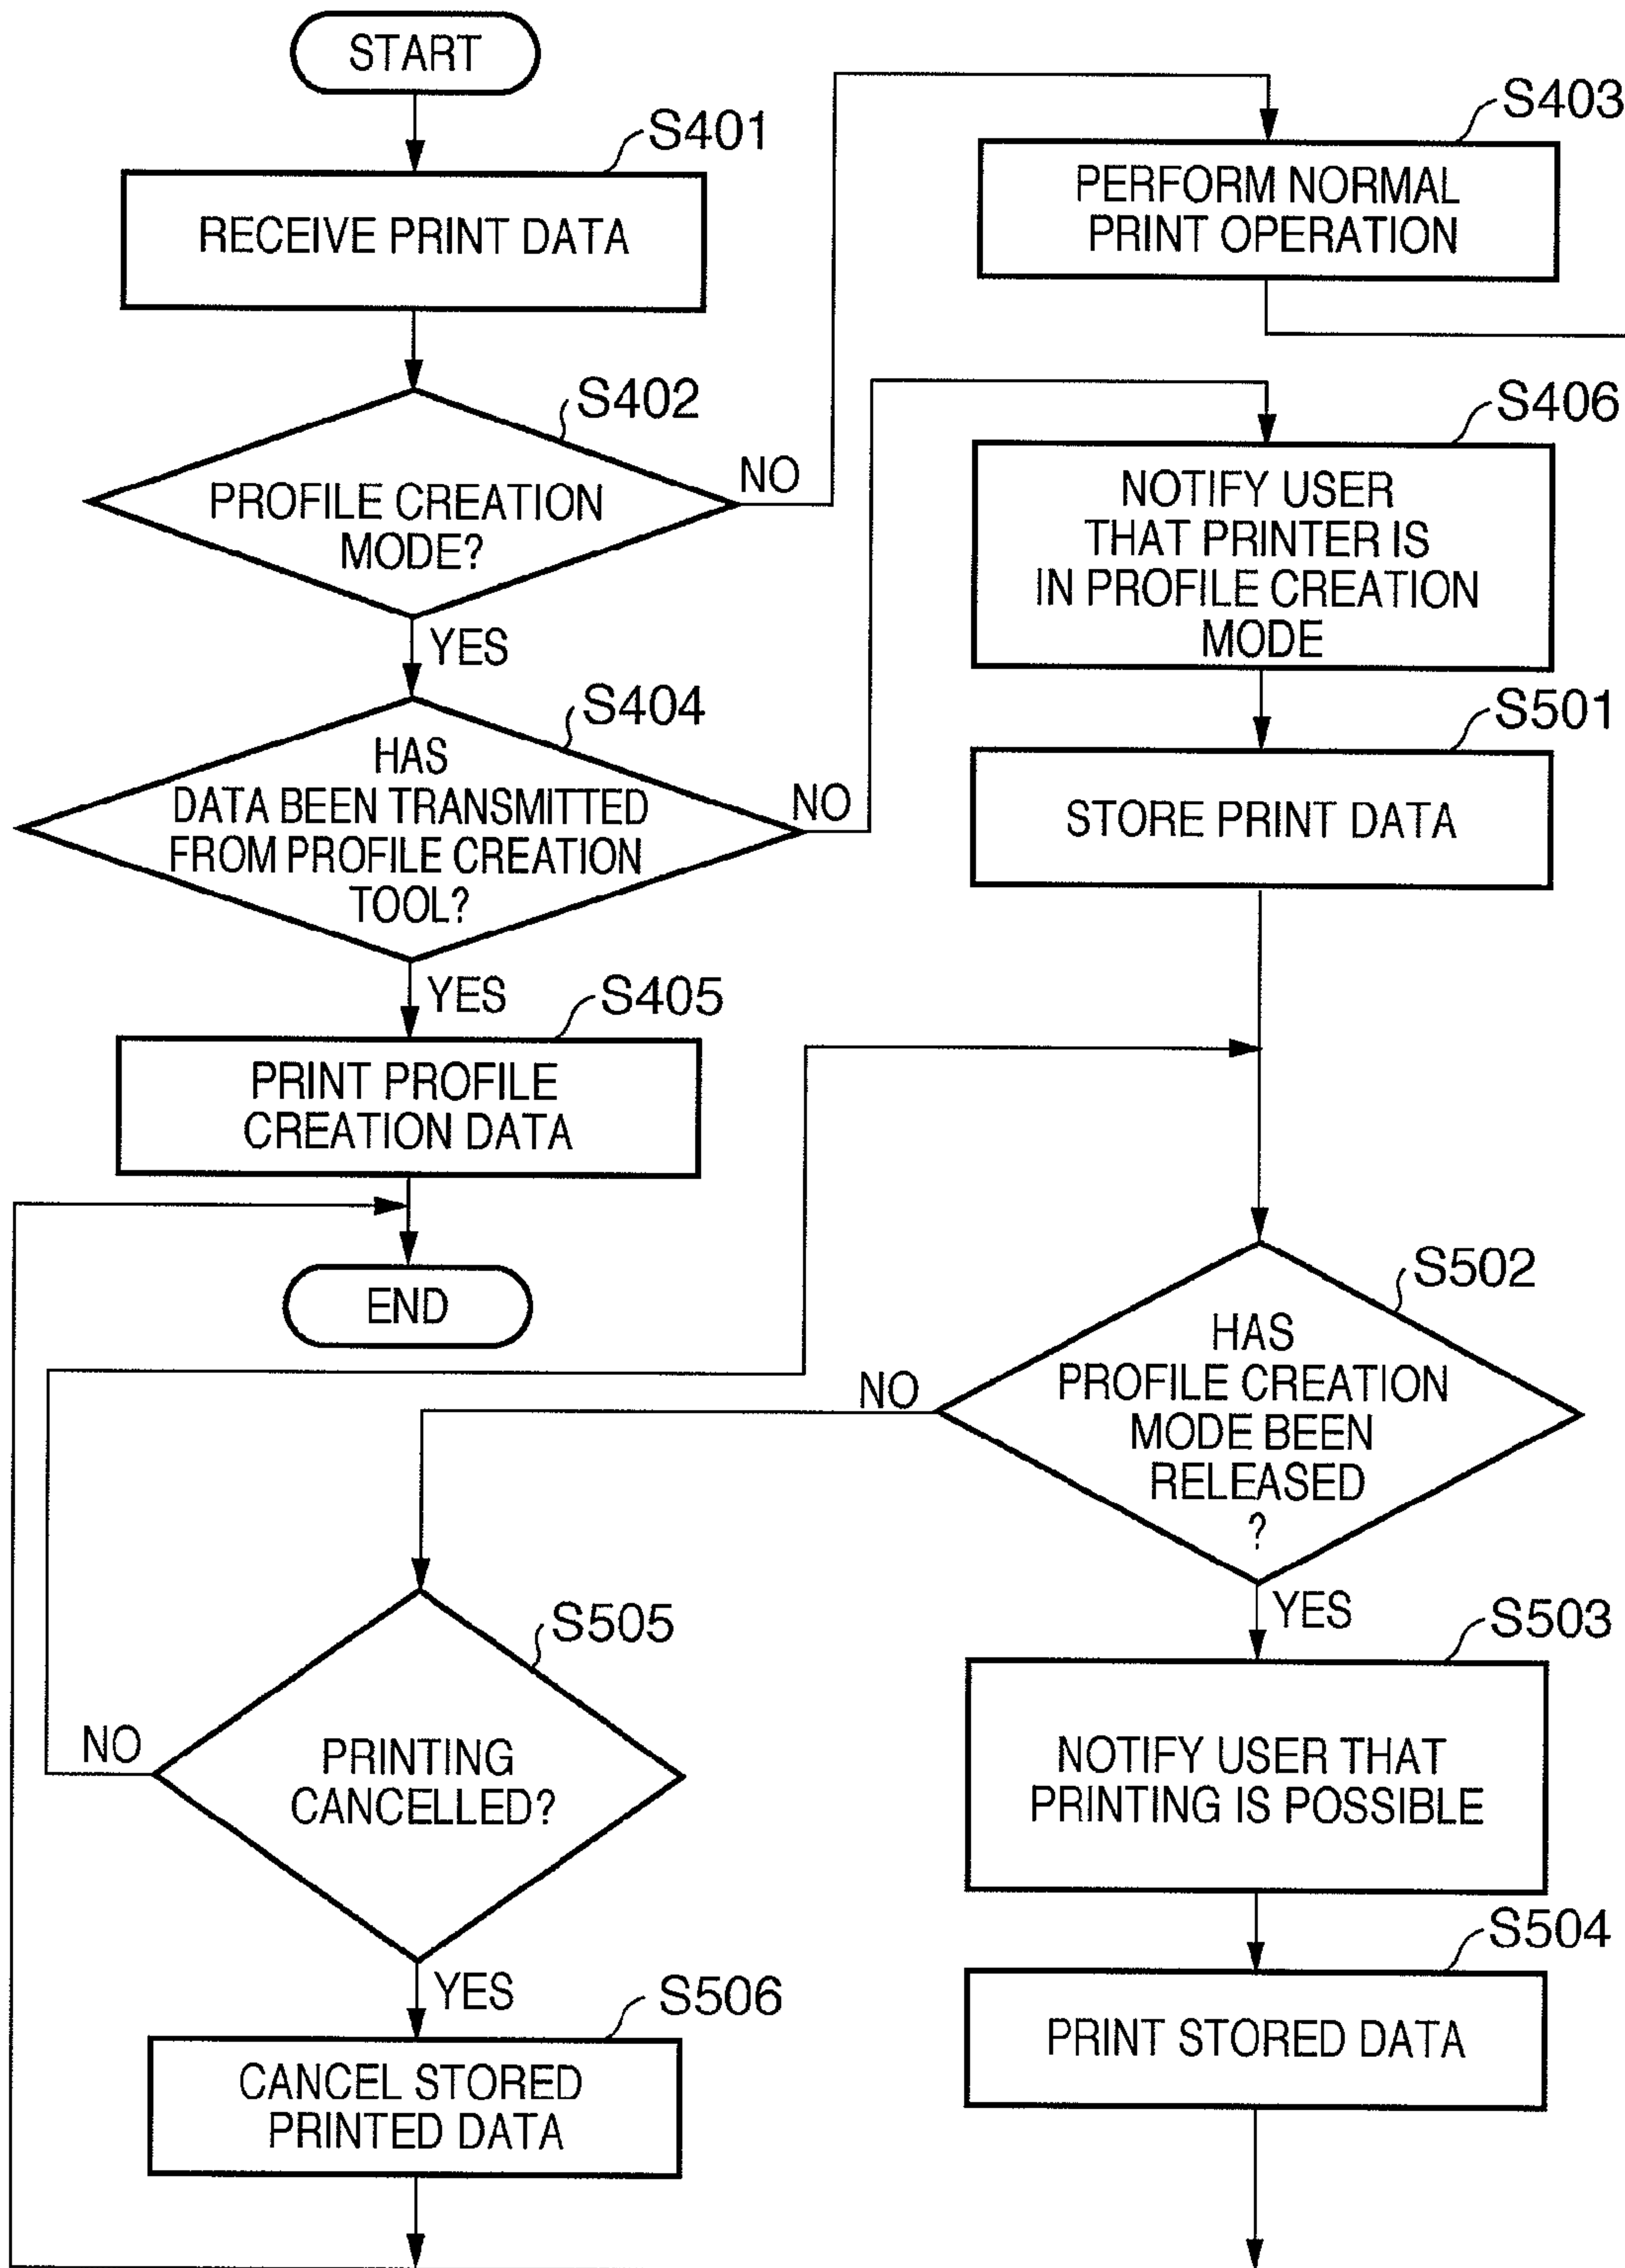 START
S401
RECEIVE PRINT DATA
S402
PROFILE CREATION
MODE?
NO
YES
S403
PERFORM NORMAL
PRINT OPERATION
S404
HAS
DATA BEEN TRANSMITTED
FROM PROFILE CREATION
TOOL?
NO
YES
S405
PRINT PROFILE
CREATION DATA
END
S406
NOTIFY USER
THAT PRINTER IS
IN PROFILE CREATION
MODE
S501
STORE PRINT DATA
S502
HAS
PROFILE CREATION
MODE BEEN
RELEASED
?
NO
YES
S503
NOTIFY USER THAT
PRINTING IS POSSIBLE
S504
PRINT STORED DATA
S505
PRINTING
CANCELLED?
NO
YES
S506
CANCEL STORED
PRINTED DATA